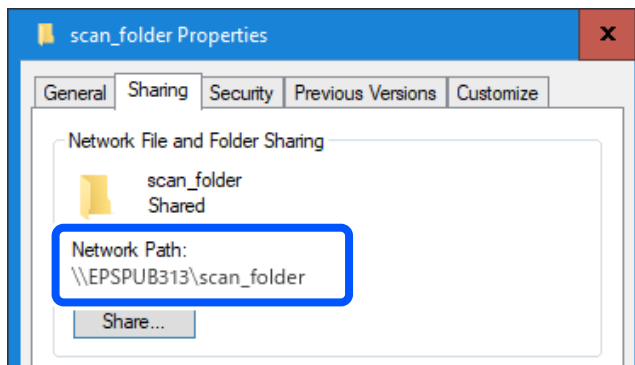 scan_folder Properties
x
General Sharing Security Previous Versions Customize
Network File and Folder Sharing
scan_folder
Shared
Network Path:
\\EPSPUB313\scan_folder
Share...